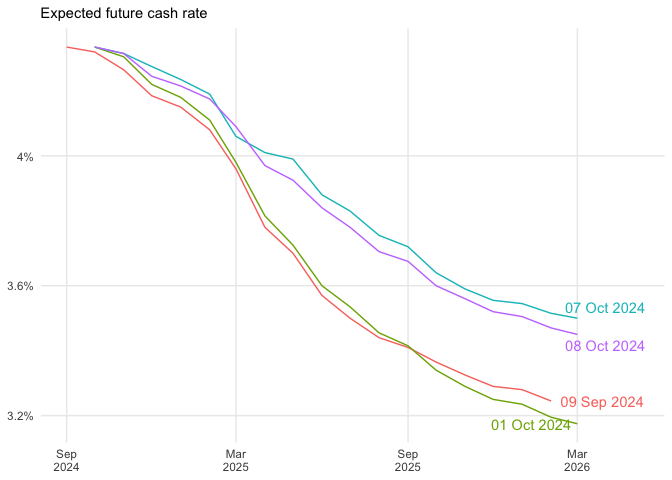 Expected future cash rate
4%
3.6%
3.2%
07 Oct 2024
08 Oct 2024
09 Sep 2024
01 Oct 2024
Sep
2024
Mar
2025
Sep
2025
Mar
2026